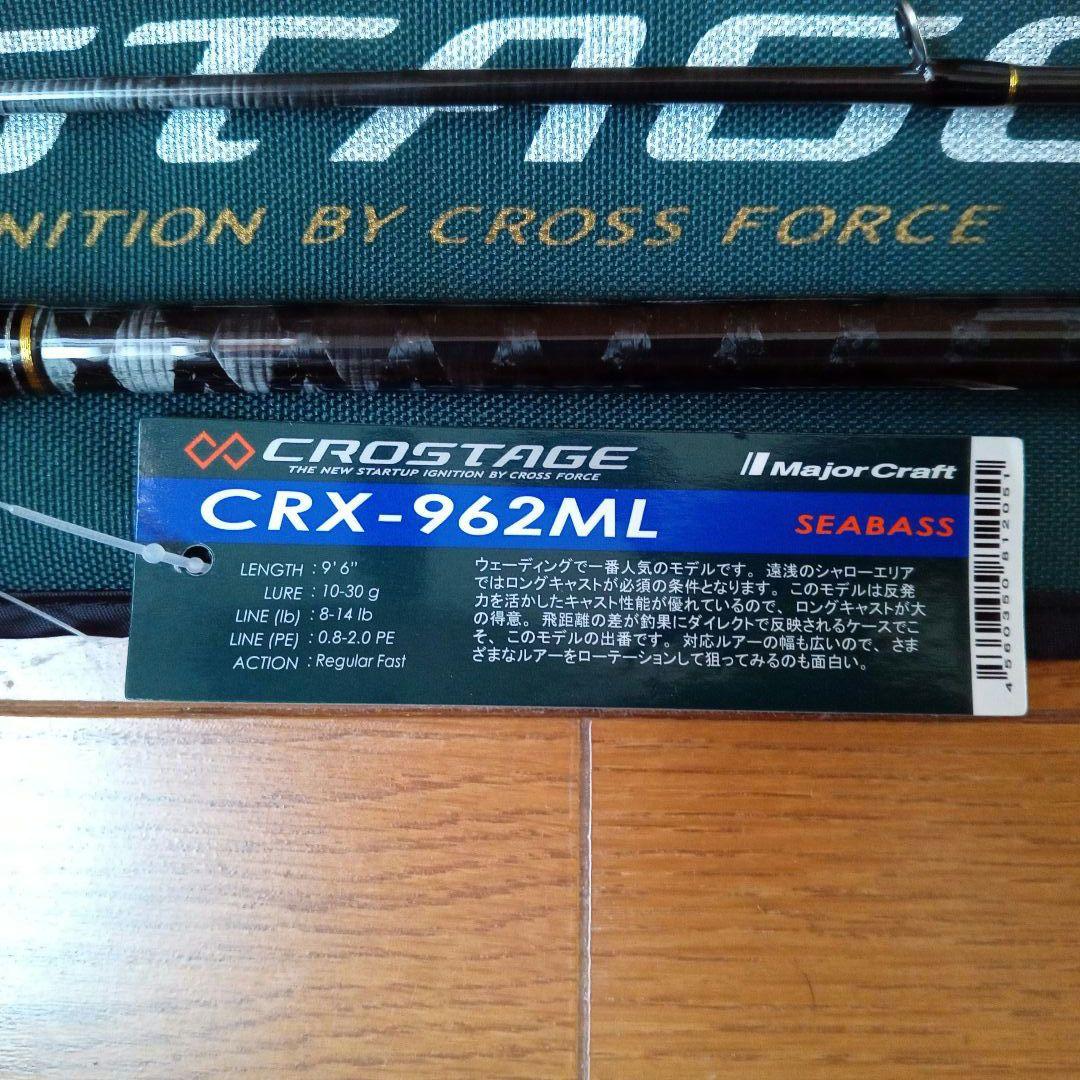 STAGE
NITION BY CROSS FORCE
CROSTAGE
THE NEW STARTUP IGNITION BY CROSS FORCE
Major Craft
CRX-962ML
SEABASS
LENGTH : 9'6"
LURE : 10-30 g
LINE (lb) : 8-14 lb
LINE (PE) : 0.8-2.0 PE
ACTION : Regular Fast
ウェーディングで一番人気のモデルです。遠浅のシャローエリア
ではロングキャストが必須の条件となります。このモデルは反発
力を活かしたキャスト性能が優れているので、ロングキャストが大
の得意。飛距離の差が釣果にダイレクトで反映されるケースでこ
そ、このモデルの出番です。対応ルアーの幅も広いので、さま
ざまなルアーをローテーションして狙ってみるのも面白い。
4 560350 812051